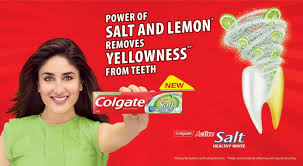 POWER OF
SALT AND LEMON*
REMOVES
YELLOWNESS**
FROM TEETH
NEW
Colgate
Salt
Colgate Active Salt
HEALTHY WHITE